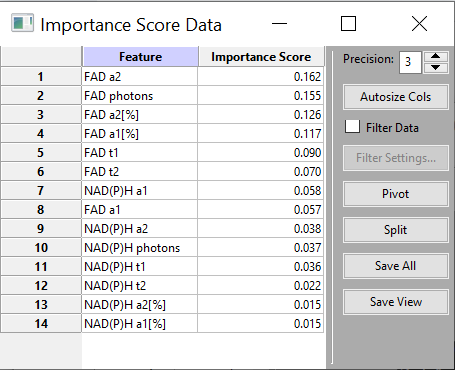 Importance Score Data
Feature Importance Score
1 FAD a2 0.162
2 FAD photons 0.155
3 FAD a2[%] 0.126
4 FAD a1[%] 0.117
5 FAD t1 0.090
6 FAD t2 0.070
7 NAD(P)H a1 0.058
8 FAD a1 0.057
9 NAD(P)H a2 0.038
10 NAD(P)H photons 0.037
11 NAD(P)H t1 0.036
12 NAD(P)H t2 0.022
13 NAD(P)H a2[%] 0.015
14 NAD(P)H a1[%] 0.015
Precision: 3
Autosize Cols
Filter Data
Filter Settings...
Pivot
Split
Save All
Save View